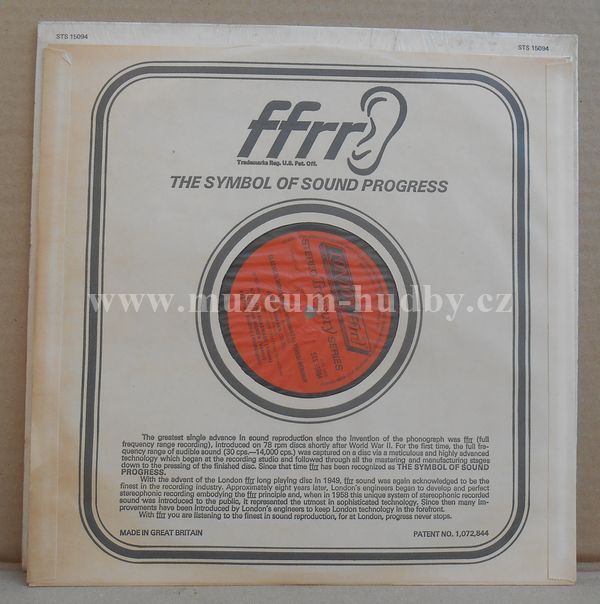 STS 15094
STS 15094
ffrr
Trademarks Reg. U.S. Pat. Off.
THE SYMBOL OF SOUND PROGRESS
LONDON ffrr
SERIES
www.muzeum-hudby.cz
The greatest single advance in sound reproduction since the invention of the phonograph was ffrr (full
frequency range recording), introduced on 78 rpm discs shortly after World War II. For the first time, the full fre-
quency range of audible sound (30 cps.—14,000 cps.) was captured on a disc via a meticulous and highly advanced
technology which began at the recording studio and followed through all the mastering and manufacturing stages
down to the pressing of the finished disc. Since that time ffrr has been recognized as THE SYMBOL OF SOUND
PROGRESS.
With the advent of the London ffrr long playing disc in 1949, ffrr sound was again acknowledged to be the
finest in the recording industry. Approximately eight years later, London's engineers began to develop and perfect
stereophonic recording embodying the ffrr principle and, when in 1958 this unique system of stereophonic recorded
sound was introduced to the public, it represented the utmost in sophisticated technology. Since then many im-
provements have been introduced by London's engineers to keep London technology in the forefront.
With ffrr you are listening to the finest in sound reproduction, for at London, progress never stops.
MADE IN GREAT BRITAIN
PATENT NO. 1,072,844